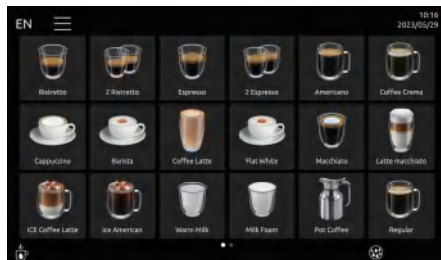 EN
10:16
2023/05/29
Ristretto
2 Ristretto
Espresso
2 Espresso
Americano
Coffee Crema
Cappuccino
Barista
Coffee Latte
Flat White
Macchiato
Latte macchiato
ICE Coffee Latte
Ice American
Warm Milk
Milk Foam
Pot Coffee
Regular